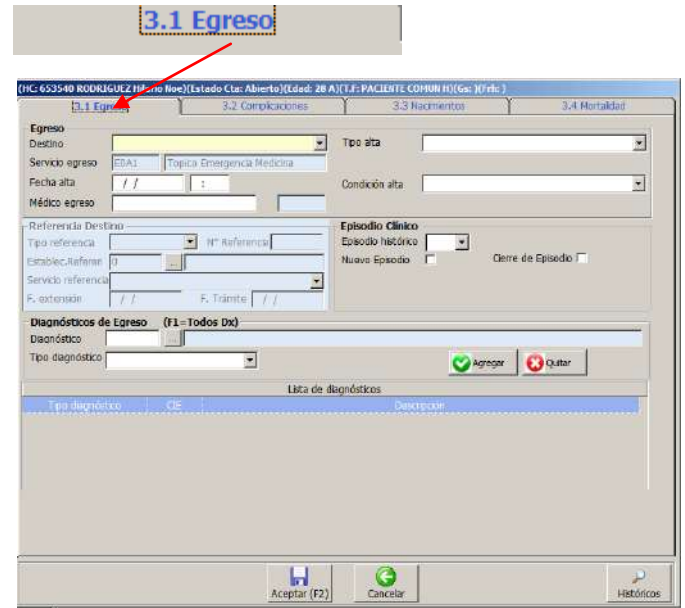 3.1 Egreso
(HC: 653540 RODRIGUEZ Noe)(Estado Cta: Abierto)(Edad: 28 A)(T.F: PACIENTE COMUN H)(Gs: )(Frh: )
3.1 Egreso 3.2 Complicaciones 3.3 Nacimientos 3.4 Mortalidad
Egreso
Destino Tipo alta
Servicio egreso EDA1 Topico Emergencia Medicina
Fecha alta / / : Condición alta
Médico egreso
Referencia Destino Episodio Clínico
Tipo referencia N° Referencia Episodio histórico
Establec.Referen 0 ... Nuevo Episodio Cierre de Episodio
Servicio referencia
F. extensión / / F. Trámite / /
Diagnósticos de Egreso (F1=Todos Dx)
Diagnóstico ...
Tipo diagnóstico Agregar Quitar
Lista de diagnósticos
Tipo diagnóstico CIE Descripción
Aceptar (F2) Cancelar Históricos